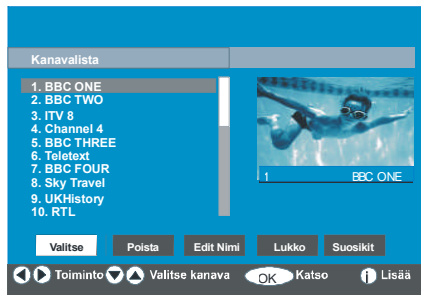 Kanavalista
1. BBC ONE
2. BBC TWO
3. ITV 8
4. Channel 4
5. BBC THREE
6. Teletext
7. BBC FOUR
8. Sky Travel
9. UKHistory
10. RTL
1 BBC ONE
Valitse Poista Edit Nimi Lukko Suosikit
Toiminto Valitse kanava OK Katso i Lisää